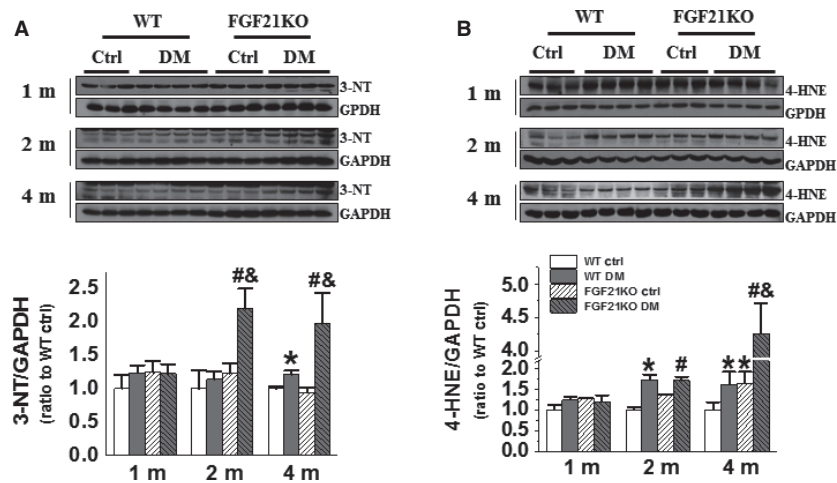 A
WT FGF21KO
Ctrl DM Ctrl DM
1 m 3-NT
GPDH
2 m 3-NT
GAPDH
4 m 3-NT
GAPDH
3-NT/GAPDH
(ratio to WT ctrl)
2.5
2.0
1.5
1.0
0.5
0.0
#& #&
*
1 m 2 m 4 m
B
WT FGF21KO
Ctrl DM Ctrl DM
1 m 4-HNE
GPDH
2 m 4-HNE
GAPDH
4 m 4-HNE
GAPDH
WT ctrl
WT DM
FGF21KO ctrl
FGF21KO DM
4-HNE/GAPDH
(ratio to WT ctrl)
5.0
4.5
4.0
2.0
1.5
1.0
0.5
0.0
#&
* # * *
1 m 2 m 4 m